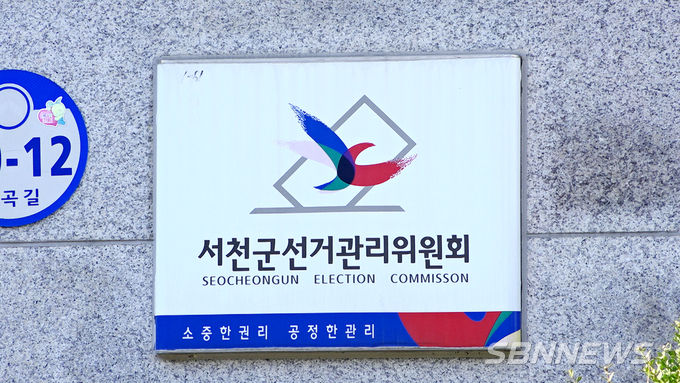 -12
곡길
서천군선거관리위원회
SEOCHEONGUN ELECTION COMMISSON
소중한권리 공정한관리
SBNNEWS